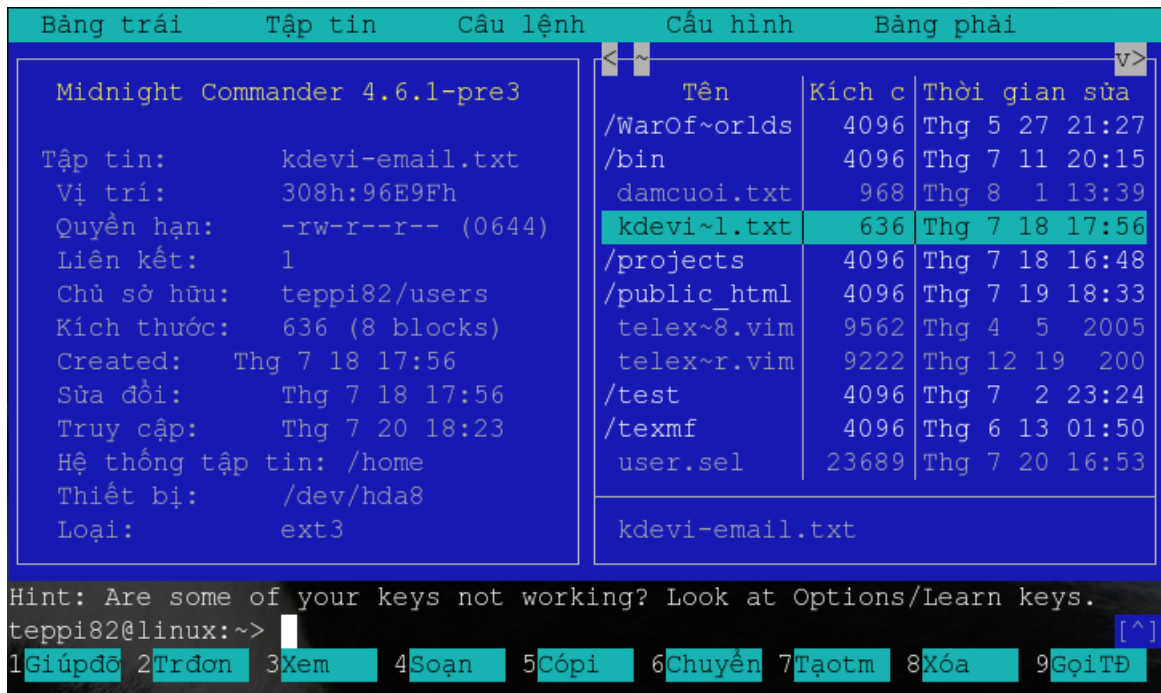 Bảng trái Tập tin Câu lệnh Cấu hình Bảng phải
Midnight Commander 4.6.1-pre3
Tập tin: kdevi-email.txt
Vị trí: 308h:96E9Fh
Quyền hạn: -rw-r--r-- (0644)
Liên kết: 1
Chủ sở hữu: teppi82/users
Kích thước: 636 (8 blocks)
Created: Thg 7 18 17:56
Sửa đổi: Thg 7 18 17:56
Truy cập: Thg 7 20 18:23
Hệ thống tập tin: /home
Thiết bị: /dev/hda8
Loại: ext3
<~ v>
Tên Kích c Thời gian sửa
/WarOf~orlds 4096 Thg 5 27 21:27
/bin 4096 Thg 7 11 20:15
damcuoi.txt 968 Thg 8 1 13:39
kdevi~l.txt 636 Thg 7 18 17:56
/projects 4096 Thg 7 18 16:48
/public_html 4096 Thg 7 19 18:33
telex~8.vim 9562 Thg 4 5 2005
telex~r.vim 9222 Thg 12 19 200
/test 4096 Thg 7 2 23:24
/texmf 4096 Thg 6 13 01:50
user.sel 23689 Thg 7 20 16:53
kdevi-email.txt
Hint: Are some of your keys not working? Look at Options/Learn keys.
teppi82@linux:~> [^]
1Giúpđỡ 2Trđơn 3Xem 4Soạn 5Cópi 6Chuyển 7Tạotm 8Xóa 9GọiTĐ